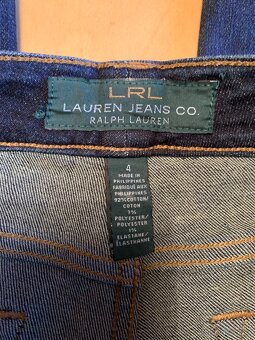 LRL
LAUREN JEANS CO.
RALPH LAUREN
4
MADE IN
PHILIPPINES
FABRIQUÉ AUX
PHILIPPINES
92% COTTON/
COTON
7%
POLYESTER/
POLYESTER
1%
ELASTANE/
ÉLASTHANNE